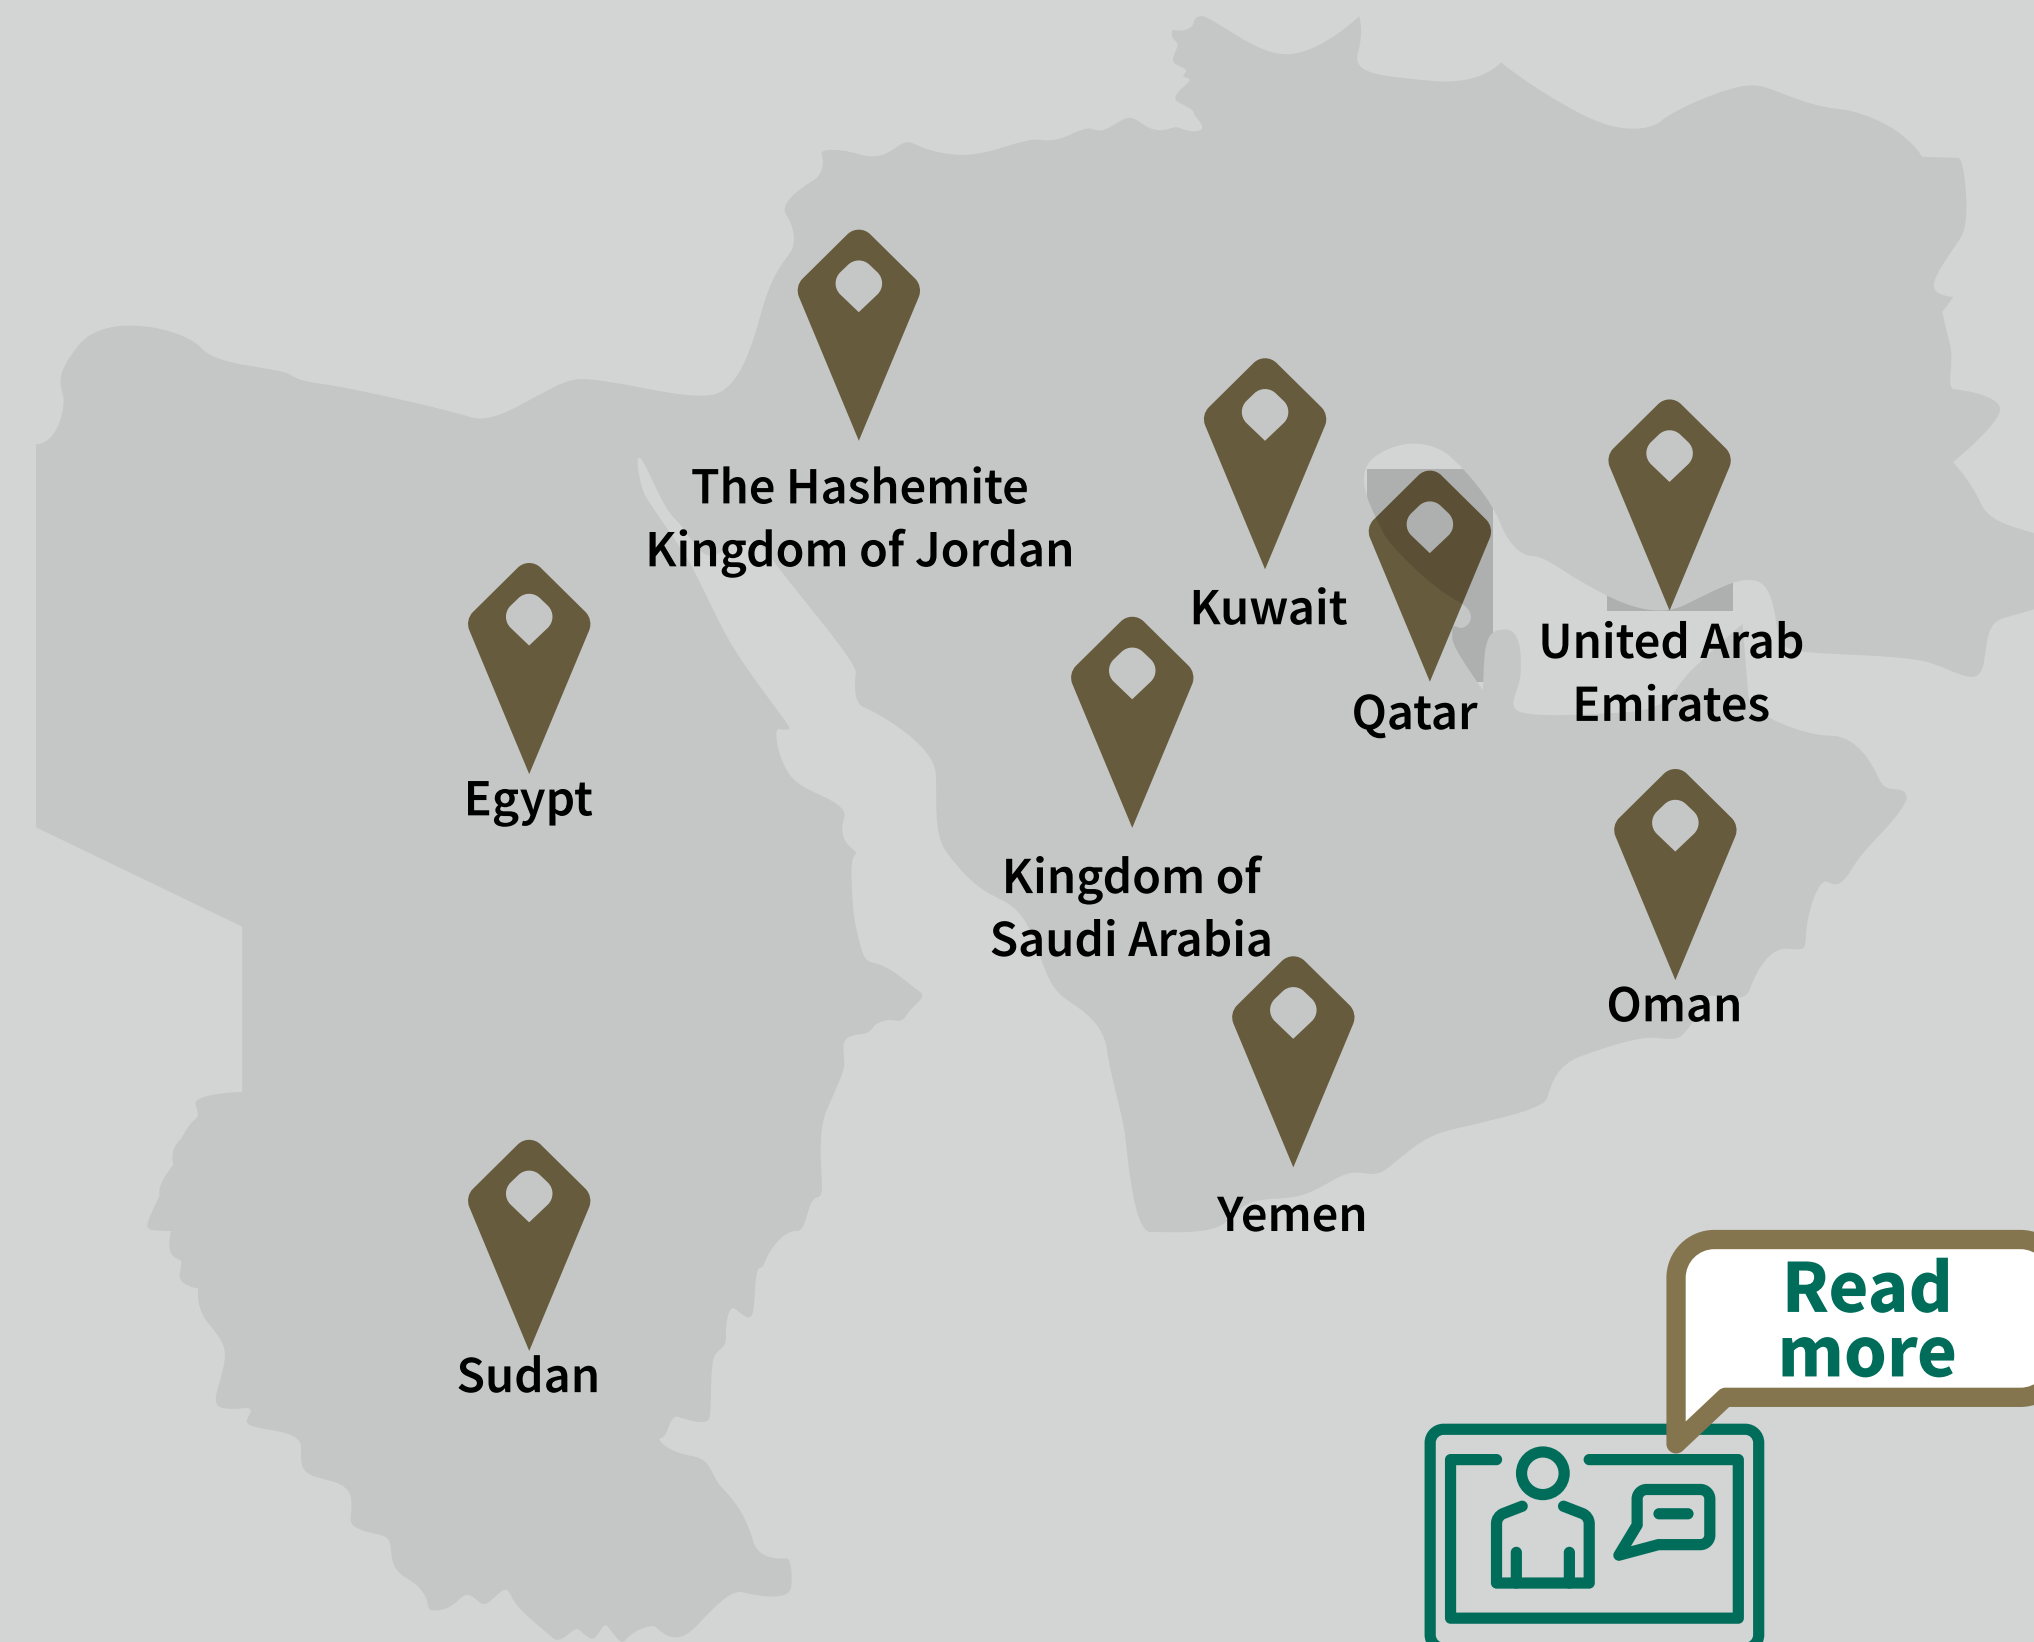 The Hashemite
Kingdom of Jordan
Kuwait
United Arab
Emirates
Qatar
Egypt
Kingdom of
Saudi Arabia
Oman
Yemen
Sudan
Read
more